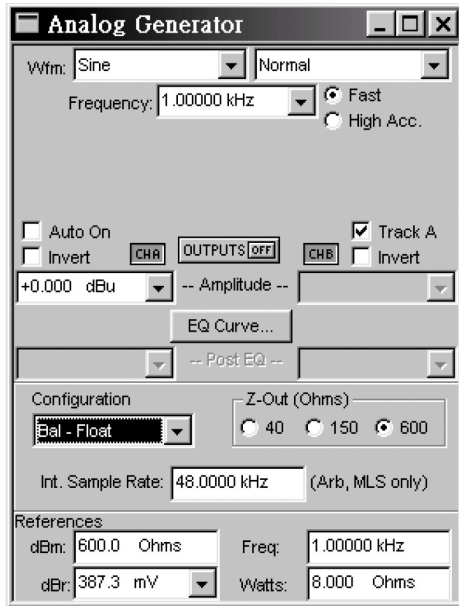 Analog Generator
Wfm: Sine Normal
Frequency: 1.00000 kHz Fast
High Acc.
Auto On Track A
Invert CHA OUTPUTS OFF CHB Invert
+0.000 dBu -- Amplitude --
EQ Curve...
-- Post EQ --
Configuration Z-Out (Ohms)
Bal - Float 40 150 600
Int. Sample Rate: 48.0000 kHz (Arb, MLS only)
References
dBm: 600.0 Ohms Freq: 1.00000 kHz
dBr: 387.3 mV Watts: 8.000 Ohms